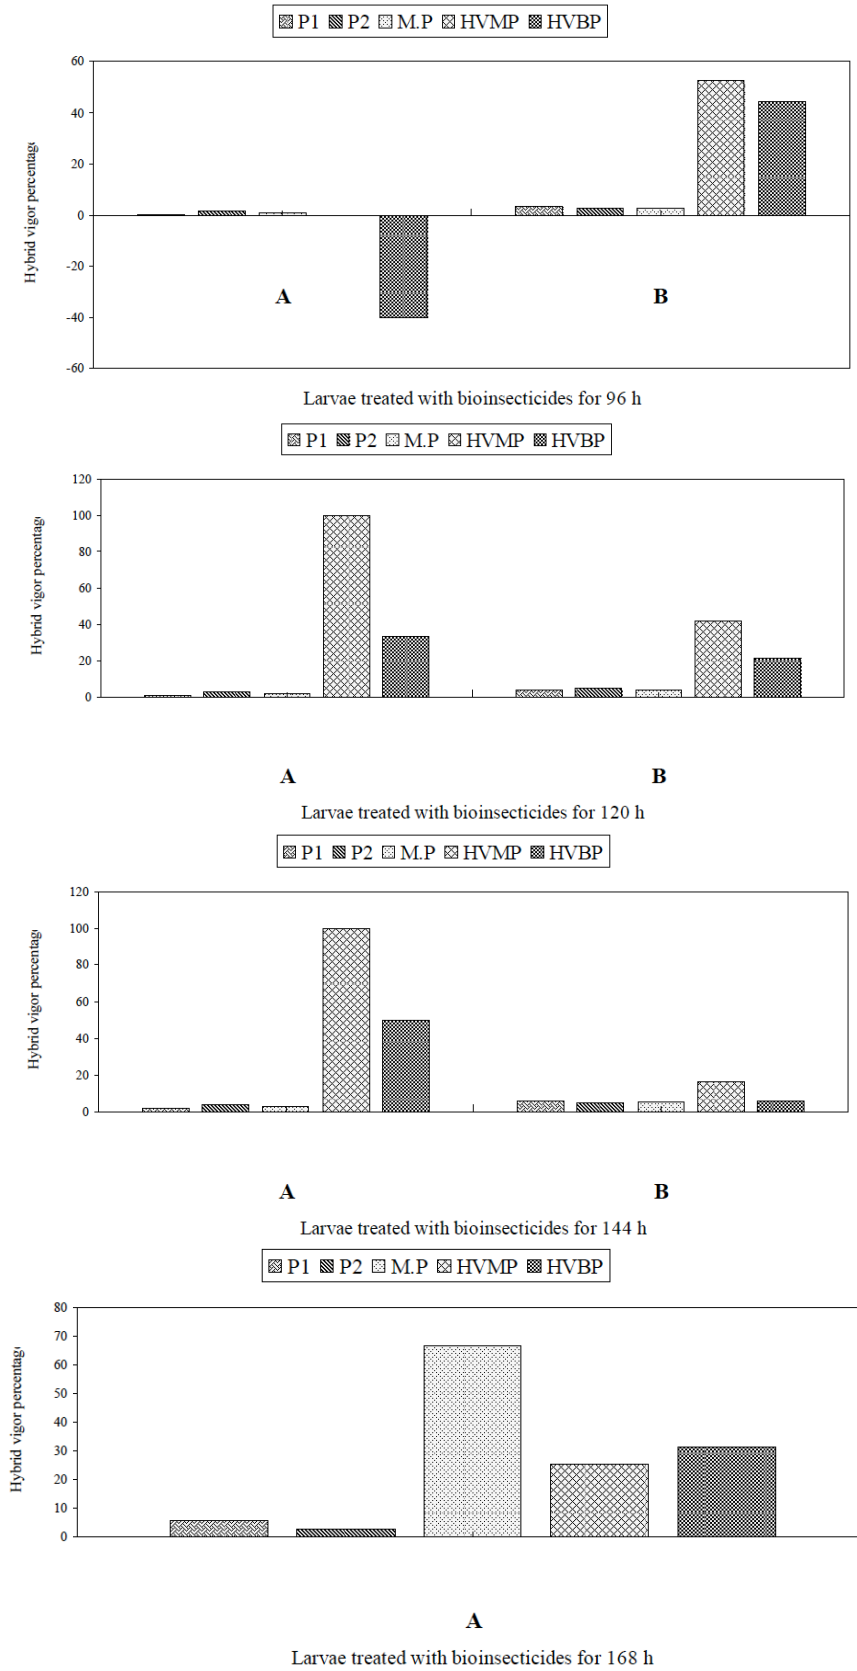 P1 P2 M.P HVMP HVBP
60
40
20
0
-20
-40
-60
Hybrid vigor percentage
A B
Larvae treated with bioinsecticides for 96 h
P1 P2 M.P HVMP HVBP
120
100
80
60
40
20
0
Hybrid vigor percentage
A B
Larvae treated with bioinsecticides for 120 h
P1 P2 M.P HVMP HVBP
120
100
80
60
40
20
0
Hybrid vigor percentage
A B
Larvae treated with bioinsecticides for 144 h
P1 P2 M.P HVMP HVBP
80
70
60
50
40
30
20
10
0
Hybrid vigor percentage
A
Larvae treated with bioinsecticides for 168 h